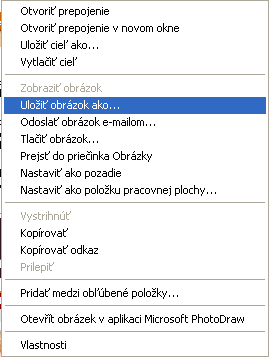 Otvoriť prepojenie
Otvoriť prepojenie v novom okne
Uložiť cieľ ako...
Vytlačiť cieľ
Zobraziť obrázok
Uložiť obrázok ako...
Odoslať obrázok e-mailom...
Tlačiť obrázok...
Prejsť do priečinka Obrázky
Nastaviť ako pozadie
Nastaviť ako položku pracovnej plochy...
Vystrihnúť
Kopírovať
Kopírovať odkaz
Prilepiť
Pridať medzi obľúbené položky...
Otevřít obrázek v aplikaci Microsoft PhotoDraw
Vlastnosti